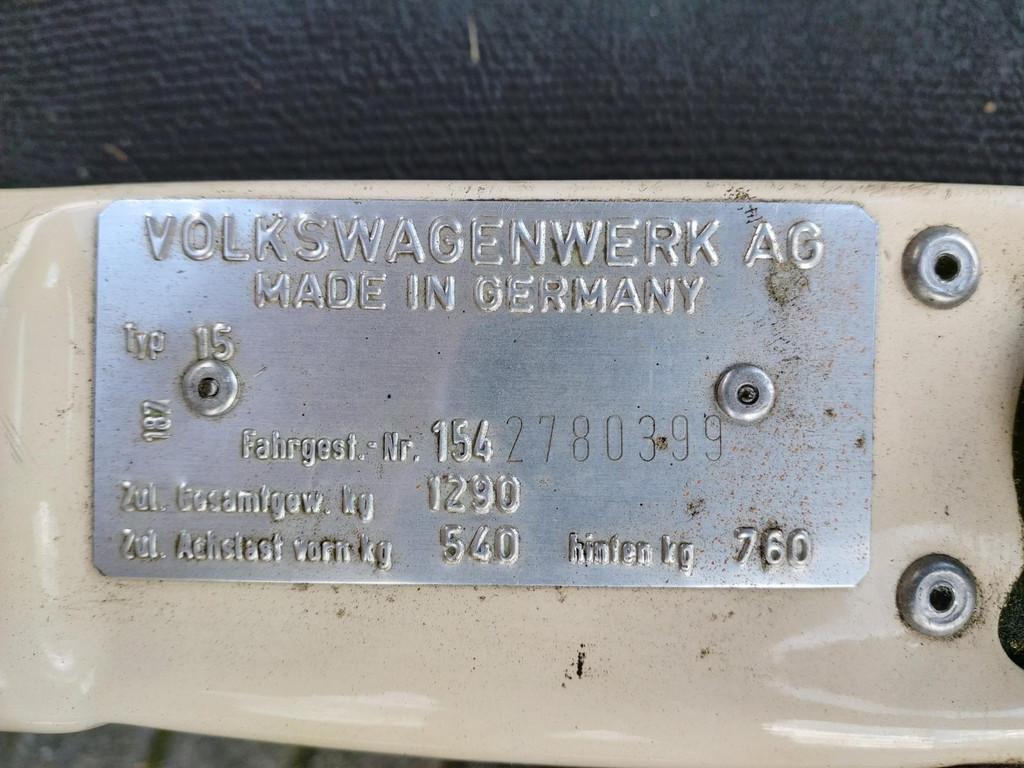 VOLKSWAGENWERK AG
MADE IN GERMANY
Typ 15
187
Fahrgest.-Nr. 154 2780399
Zul. Gesamtgew. kg 1290
Zul. Achslast vorn kg 540 hinten kg 760